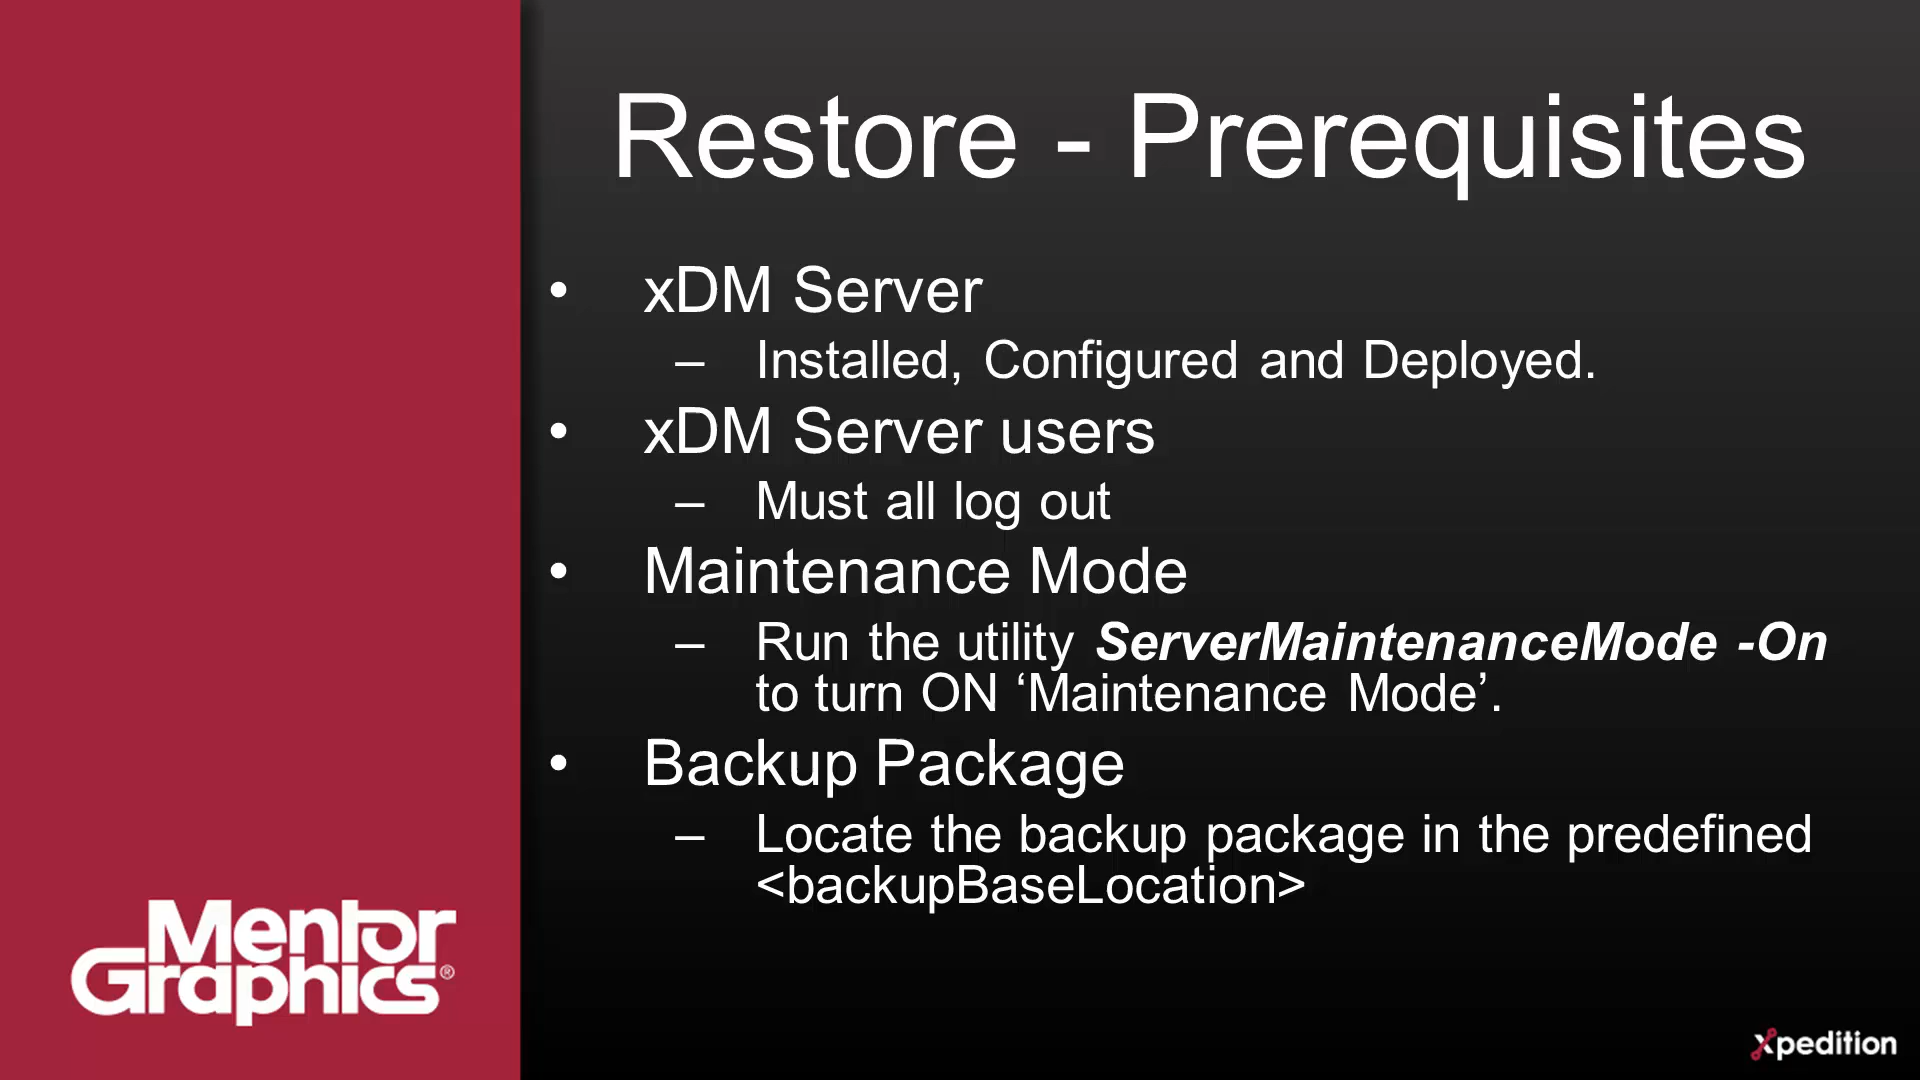 Restore - Prerequisites
• xDM Server
– Installed, Configured and Deployed.
• xDM Server users
– Must all log out
• Maintenance Mode
– Run the utility ServerMaintenanceMode -On
to turn ON ‘Maintenance Mode’.
• Backup Package
– Locate the backup package in the predefined
<backupBaseLocation>
Mentor
Graphics®
Xpedition